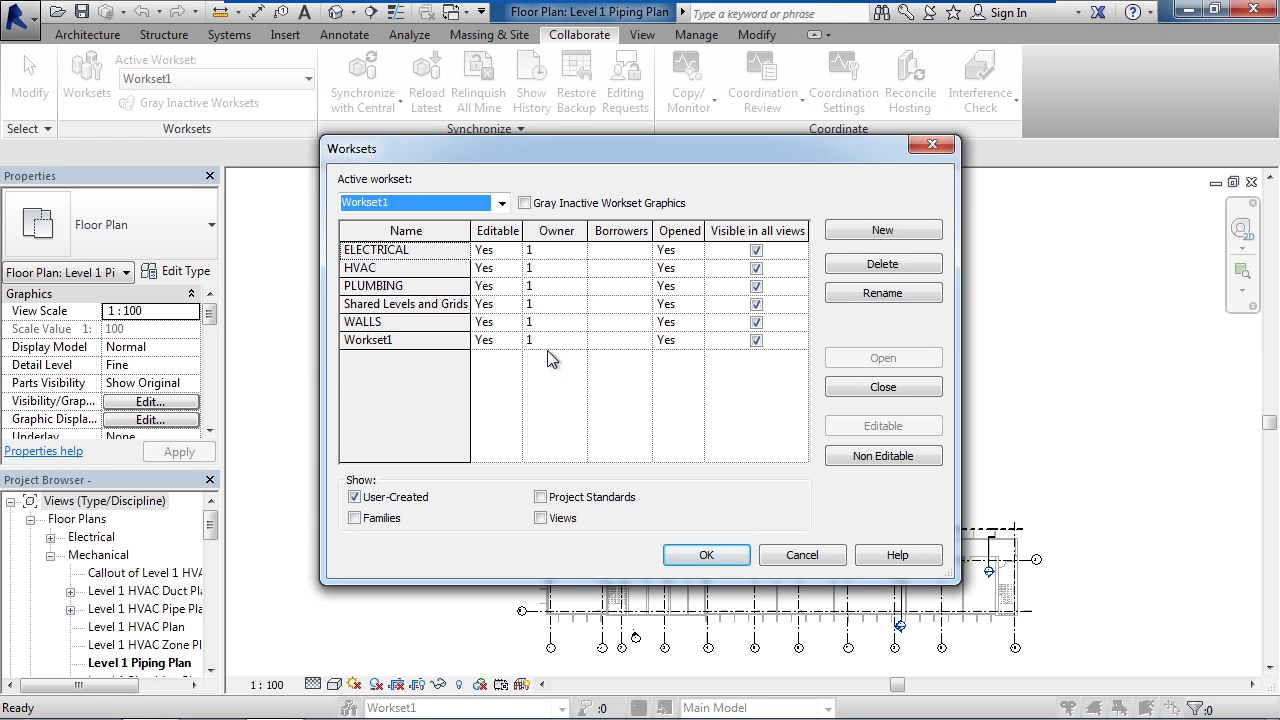 Floor Plan: Level 1 Piping Plan
Type a keyword or phrase
Sign In
Architecture Structure Systems Insert Annotate Analyze Massing & Site Collaborate View Manage Modify
Modify
Worksets
Active Workset:
Workset1
Gray Inactive Worksets
Synchronize with Central
Reload Latest
Relinquish All Mine
Show History
Restore Backup
Editing Requests
Copy/ Monitor
Coordination Review
Coordination Settings
Reconcile Hosting
Interference Check
Select Worksets Synchronize Coordinate
Worksets
Active workset:
Workset1
Gray Inactive Workset Graphics
Name Editable Owner Borrowers Opened Visible in all views
ELECTRICAL Yes 1 Yes
HVAC Yes 1 Yes
PLUMBING Yes 1 Yes
Shared Levels and Grids Yes 1 Yes
WALLS Yes 1 Yes
Workset1 Yes 1 Yes
New
Delete
Rename
Open
Close
Editable
Non Editable
Show:
User-Created
Project Standards
Families
Views
OK Cancel Help
Properties
Floor Plan
Floor Plan: Level 1 Pi
Edit Type
Graphics
View Scale 1 : 100
Scale Value 1: 100
Display Model Normal
Detail Level Fine
Parts Visibility Show Original
Visibility/Grap... Edit...
Graphic Displa... Edit...
Underlay None
Properties help Apply
Project Browser -
Views (Type/Discipline)
Floor Plans
Electrical
Mechanical
Callout of Level 1 HVA
Level 1 HVAC Duct Pla
Level 1 HVAC Pipe Pla
Level 1 HVAC Plan
Level 1 HVAC Zone P
Level 1 Piping Plan
2D
1 : 100
Ready
Workset1
:0
Main Model
:0